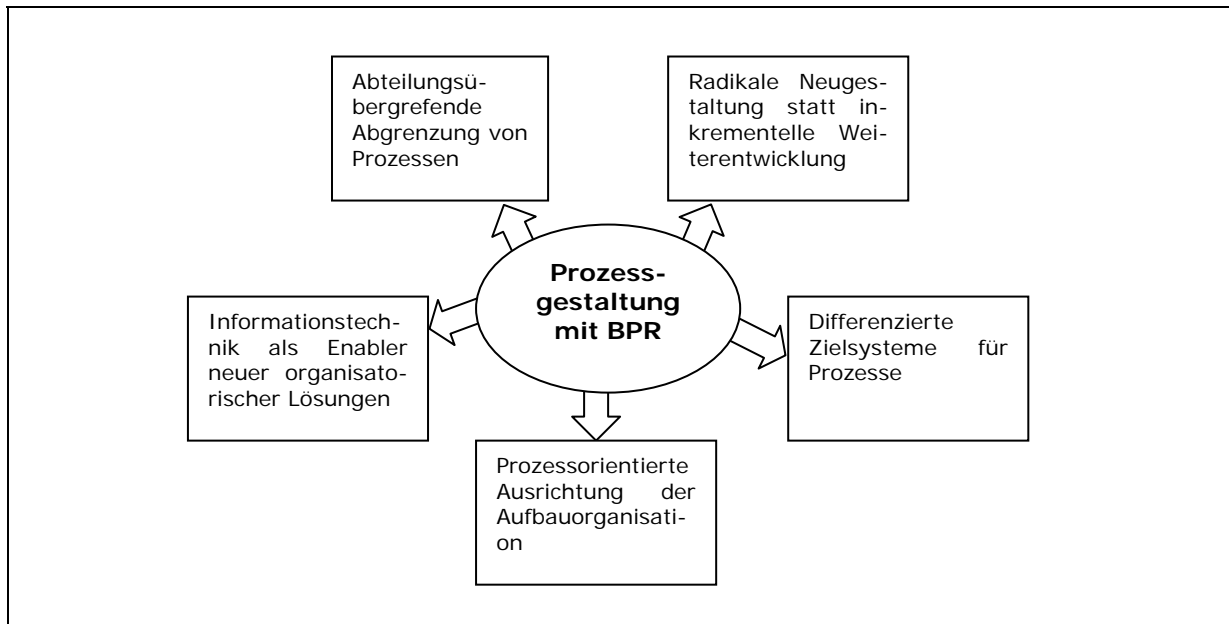 Abteilungsü-
bergrefende
Abgrenzung von
Prozessen
Radikale Neuges-
taltung statt in-
krementelle Wei-
terentwicklung
Prozess-
gestaltung
mit BPR
Informationstech-
nik als Enabler
neuer organisato-
rischer Lösungen
Differenzierte
Zielsysteme für
Prozesse
Prozessorientierte
Ausrichtung der
Aufbauorganisati-
on